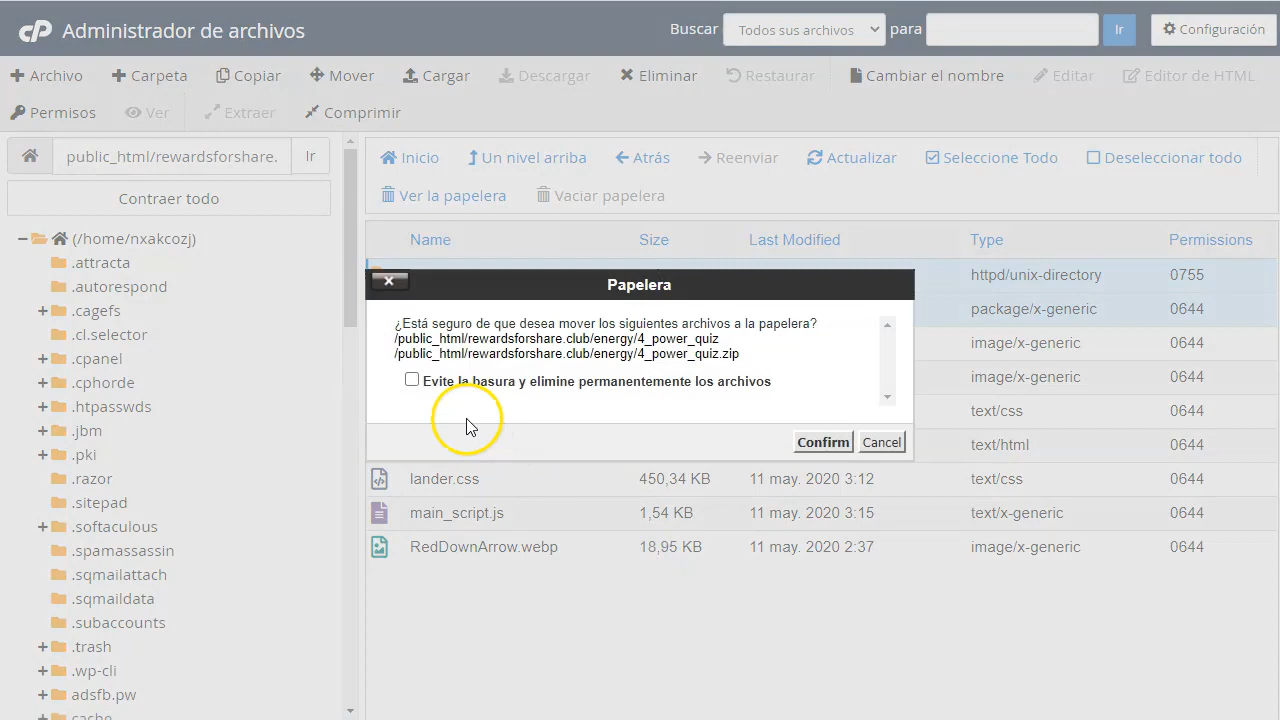 cP Administrador de archivos
Buscar Todos sus archivos para Ir Configuración
Archivo Carpeta Copiar Mover Cargar Descargar Eliminar Restaurar Cambiar el nombre Editar Editor de HTML
Permisos Ver Extraer Comprimir
public_html/rewardsforshare. Ir
Contraer todo
(/home/nxakcozj)
.attracta
.autorespond
.cagefs
.cl.selector
.cpanel
.cphorde
.htpasswds
.jbm
.pki
.razor
.sitepad
.softaculous
.spamassassin
.sqmailattach
.sqmaildata
.subaccounts
.trash
.wp-cli
adsfb.pw
cache
Inicio Un nivel arriba Atrás Reenviar Actualizar Seleccione Todo Deseleccionar todo
Ver la papelera Vaciar papelera
Name Size Last Modified Type Permissions
httpd/unix-directory 0755
package/x-generic 0644
image/x-generic 0644
image/x-generic 0644
text/css 0644
text/html 0644
lander.css 450,34 KB 11 may. 2020 3:12 text/css 0644
main_script.js 1,54 KB 11 may. 2020 3:15 text/x-generic 0644
RedDownArrow.webp 18,95 KB 11 may. 2020 2:37 image/x-generic 0644
Papelera
¿Está seguro de que desea mover los siguientes archivos a la papelera?
/public_html/rewardsforshare.club/energy/4_power_quiz
/public_html/rewardsforshare.club/energy/4_power_quiz.zip
Evite la basura y elimine permanentemente los archivos
Confirm Cancel